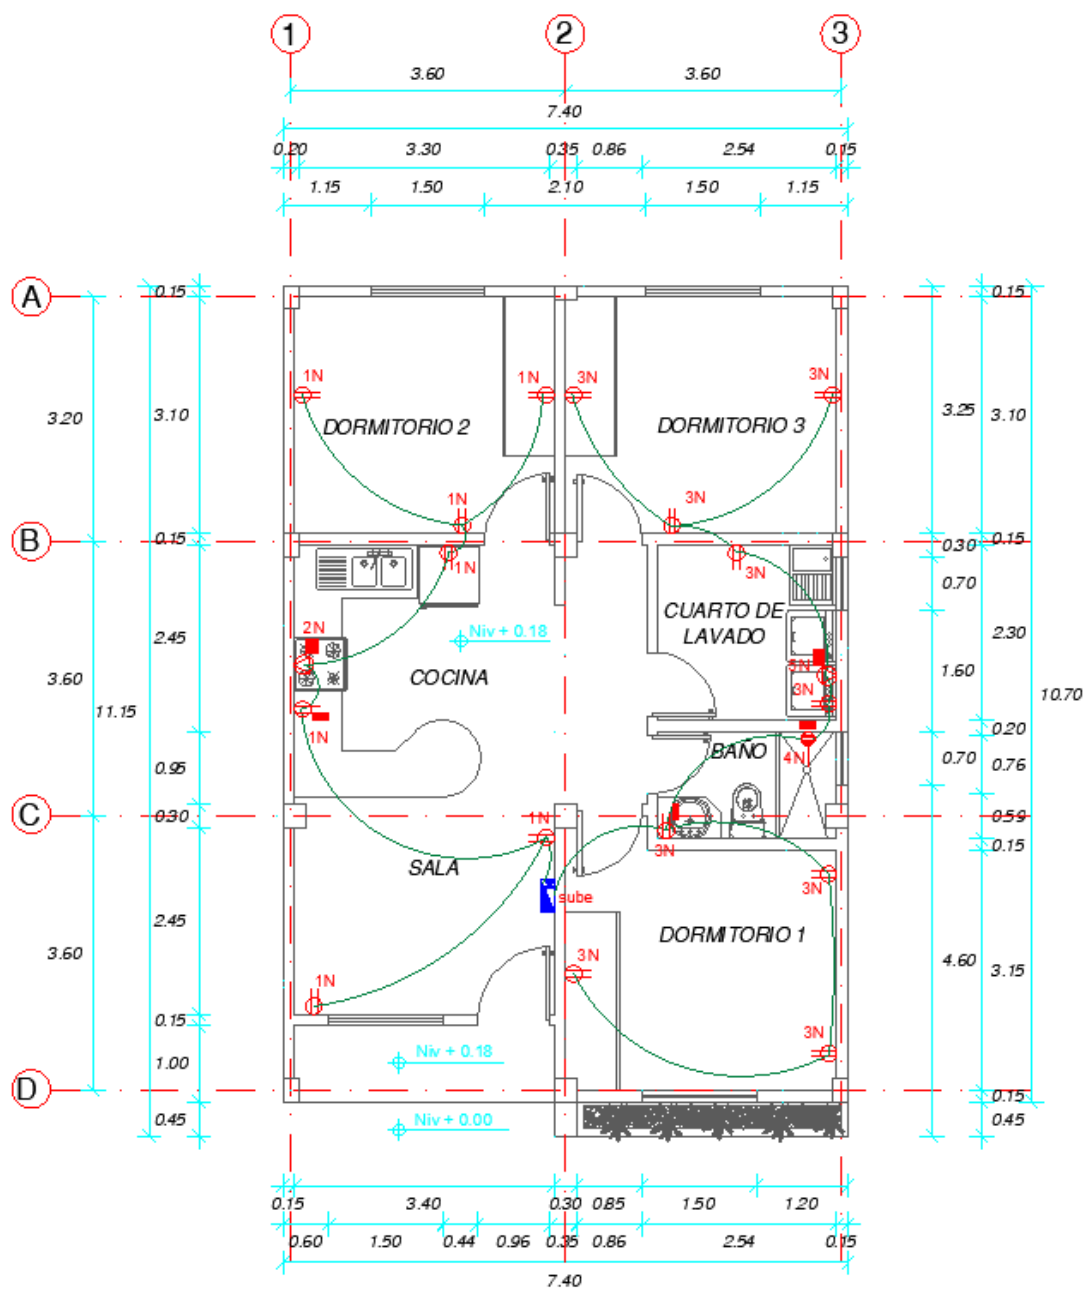 1 2 3
3.60 3.60
7.40
0.20 3.30 0.35 0.86 2.54 0.15
1.15 1.50 2.10 1.50 1.15
A 0.15 0.15
1N 1N 3N 3N
3.20 3.10 3.25 3.10
DORMITORIO 2 DORMITORIO 3
1N 3N
B 0.15 0.15
0.30
1N 3N
0.70
CUARTO DE
LAVADO
2N
Niv + 0.18
2.45 2.30
COCINA
3.60 1.60
5N
3N
11.15 10.70
1N
0.20
BAÑO
4N
0.95 0.70 0.76
C 0.30 0.59
1N
3N
0.15
SALA
3N
sube
2.45
DORMITORIO 1
3.60 3N 4.60 3.15
1N
0.15 3N
Niv + 0.18
1.00
D 0.15
0.45 0.45
Niv + 0.00
0.15 3.40 0.30 0.85 1.50 1.20
0.60 1.50 0.44 0.96 0.35 0.86 2.54 0.15
7.40